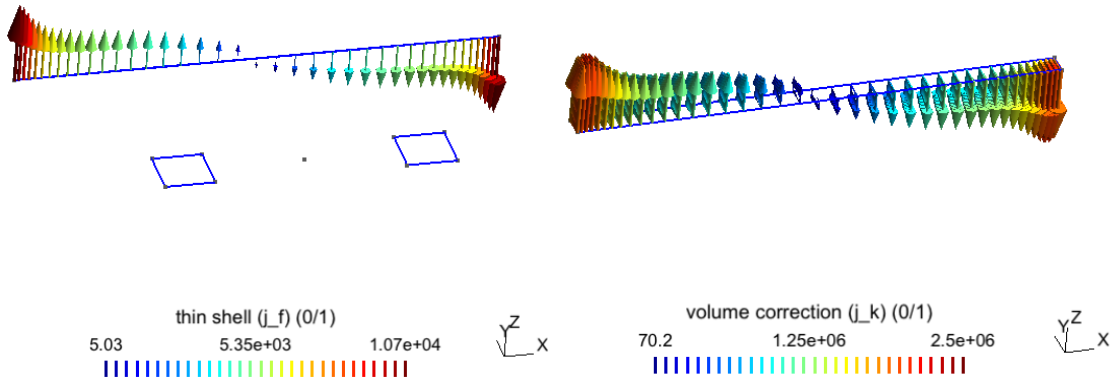 thin shell (j_f) (0/1)
5.03 5.35e+03 1.07e+04
Y Z X
volume correction (j_k) (0/1)
70.2 1.25e+06 2.5e+06
Y Z X